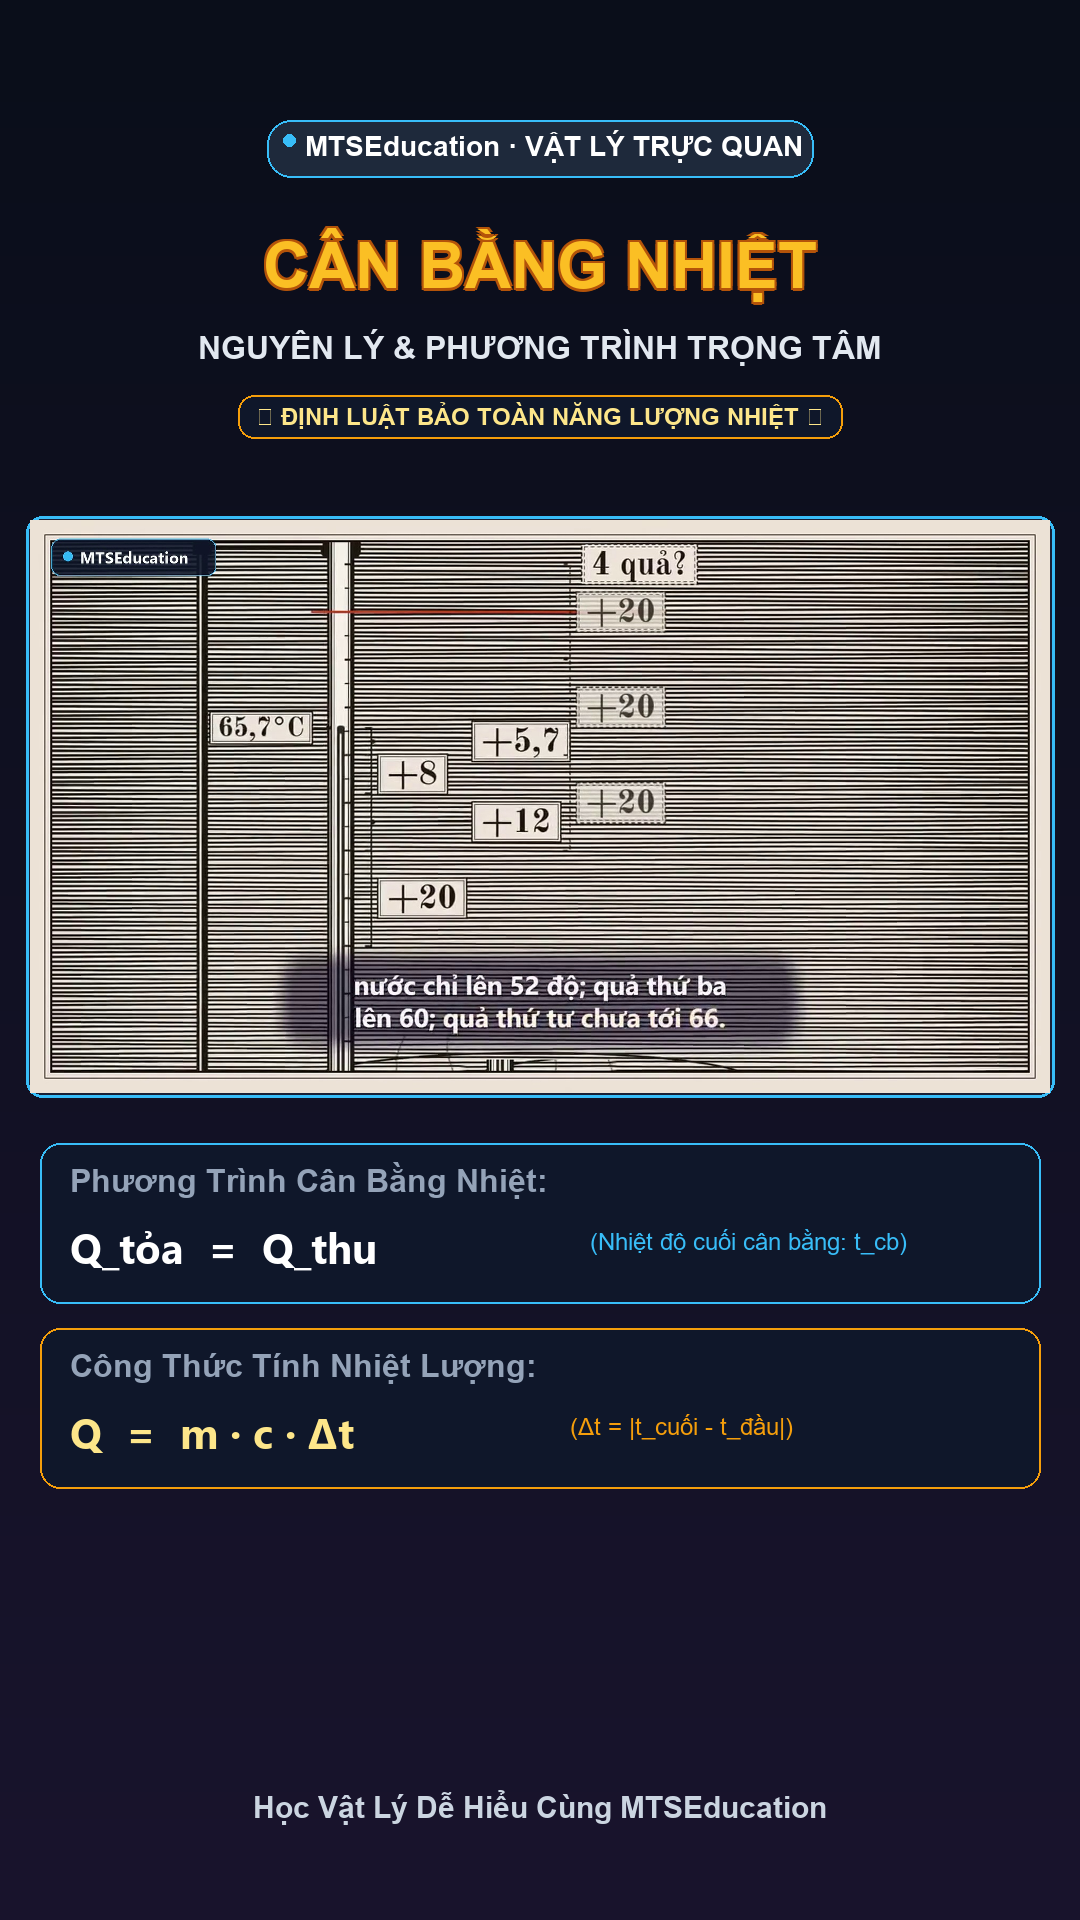 MTSEducation · VẬT LÝ TRỰC QUAN
CÂN BẰNG NHIỆT
NGUYÊN LÝ & PHƯƠNG TRÌNH TRỌNG TÂM
ĐỊNH LUẬT BẢO TOÀN NĂNG LƯỢNG NHIỆT
MTSEducation
4 quả?
+20
+20
65,7°C
+5,7
+8
+20
+12
+20
nước chỉ lên 52 độ; quả thứ ba
lên 60; quả thứ tư chưa tới 66.
Phương Trình Cân Bằng Nhiệt:
Q_tỏa = Q_thu
(Nhiệt độ cuối cân bằng: t_cb)
Công Thức Tính Nhiệt Lượng:
Q = m · c · Δt
(Δt = |t_cuối - t_đầu|)
Học Vật Lý Dễ Hiểu Cùng MTSEducation